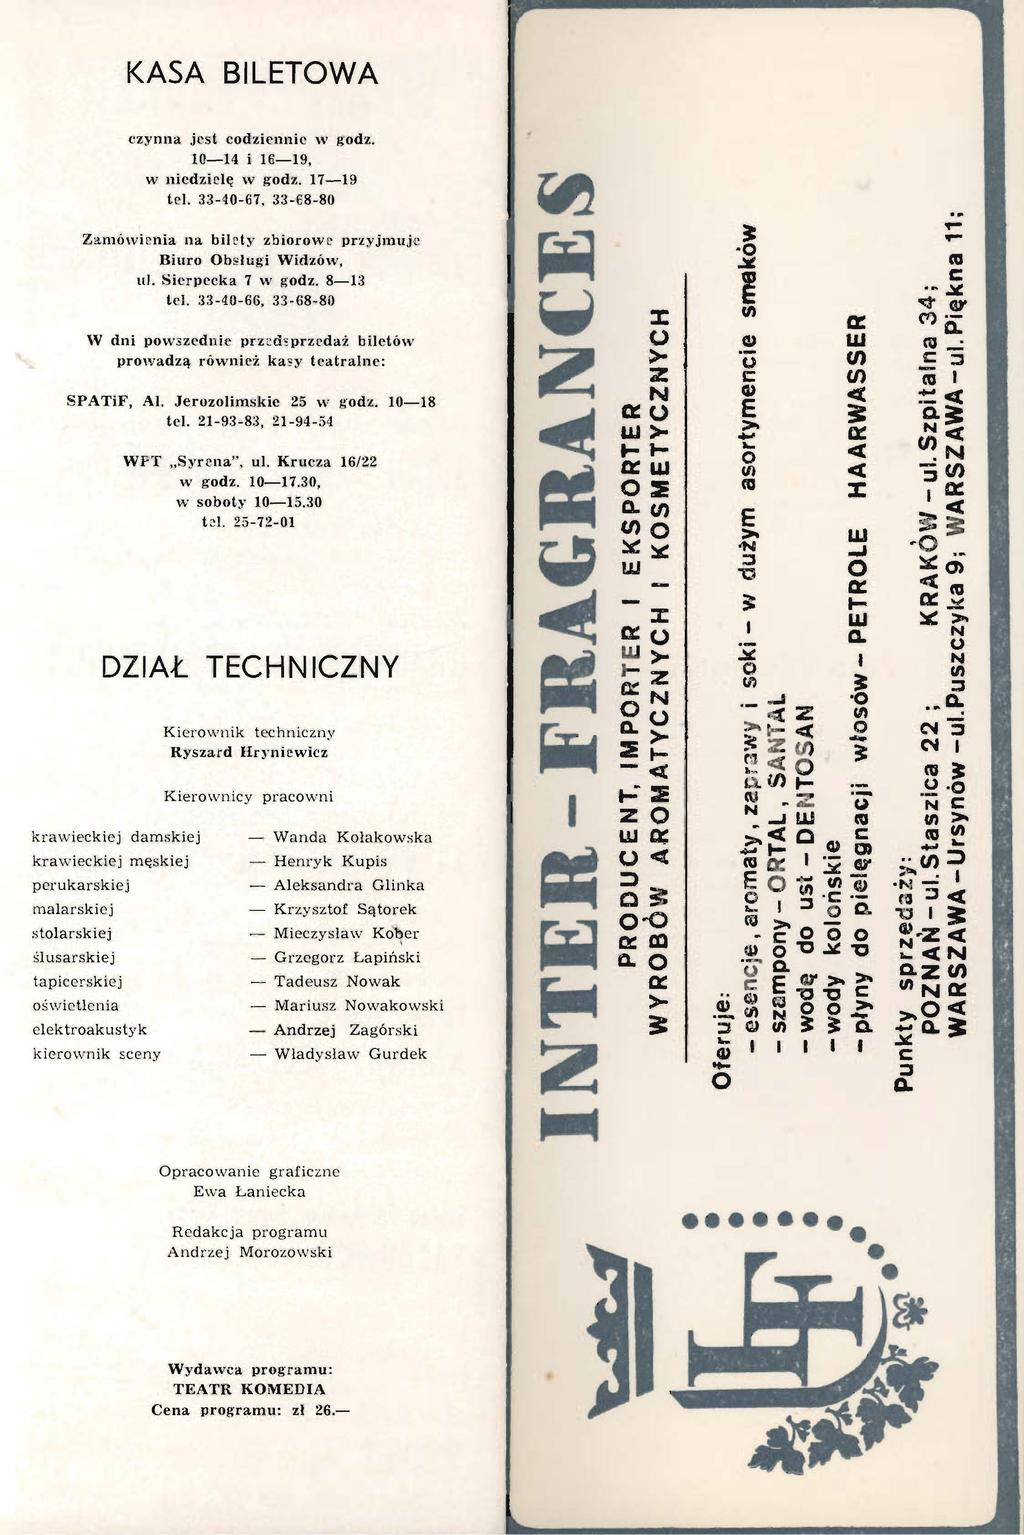 KASA BILETOWA
czynna jest codziennie w godz.
10—14 i 16—19,
w niedzielę w godz. 17—19
tel. 33-40-67, 33-68-80
Zamówienia na bilety zbiorowe przyjmuje
Biuro Obsługi Widzów,
ul. Sierpecka 7 w godz. 8—13
tel. 33-40-66, 33-68-80
W dni powszednie przedsprzedaż biletów
prowadzą również kasy teatralne:
SPATiF, Al. Jerozolimskie 25 w godz. 10—18
tel. 21-93-83, 21-94-54
WPT „Syrena”, ul. Krucza 16/22
w godz. 10—17.30,
w soboty 10—15.30
tel. 25-72-01
DZIAŁ TECHNICZNY
Kierownik techniczny
Ryszard Hryniewicz
Kierownicy pracowni
krawieckiej damskiej — Wanda Kołakowska
krawieckiej męskiej — Henryk Kupis
perukarskiej — Aleksandra Glinka
malarskiej — Krzysztof Sątorek
stolarskiej — Mieczysław Kober
ślusarskiej — Grzegorz Łapiński
tapicerskiej — Tadeusz Nowak
oświetlenia — Mariusz Nowakowski
elektroakustyk — Andrzej Zagórski
kierownik sceny — Władysław Gurdek
Opracowanie graficzne
Ewa Łaniecka
Redakcja programu
Andrzej Morozowski
Wydawca programu:
TEATR KOMEDIA
Cena programu: zł 26.—
INTER-FRAGRANCES
PRODUCENT, IMPORTER I EKSPORTER
WYROBÓW AROMATYCZNYCH I KOSMETYCZNYCH
Oferuje:
– esencje, aromaty, zaprawy i soki – w dużym asortymencie smaków
– szampony – ORTAL, SANTAL
– wodę do ust – DENTOSAN
– wody kolońskie
– płyny do pielęgnacji włosów – PETROLE HAARWASSER
Punkty sprzedaży:
POZNAŃ – ul. Staszica 22 ; KRAKÓW – ul. Szpitalna 34;
WARSZAWA – Ursynów – ul. Puszczyka 9; WARSZAWA – ul. Piękna 11;
IF